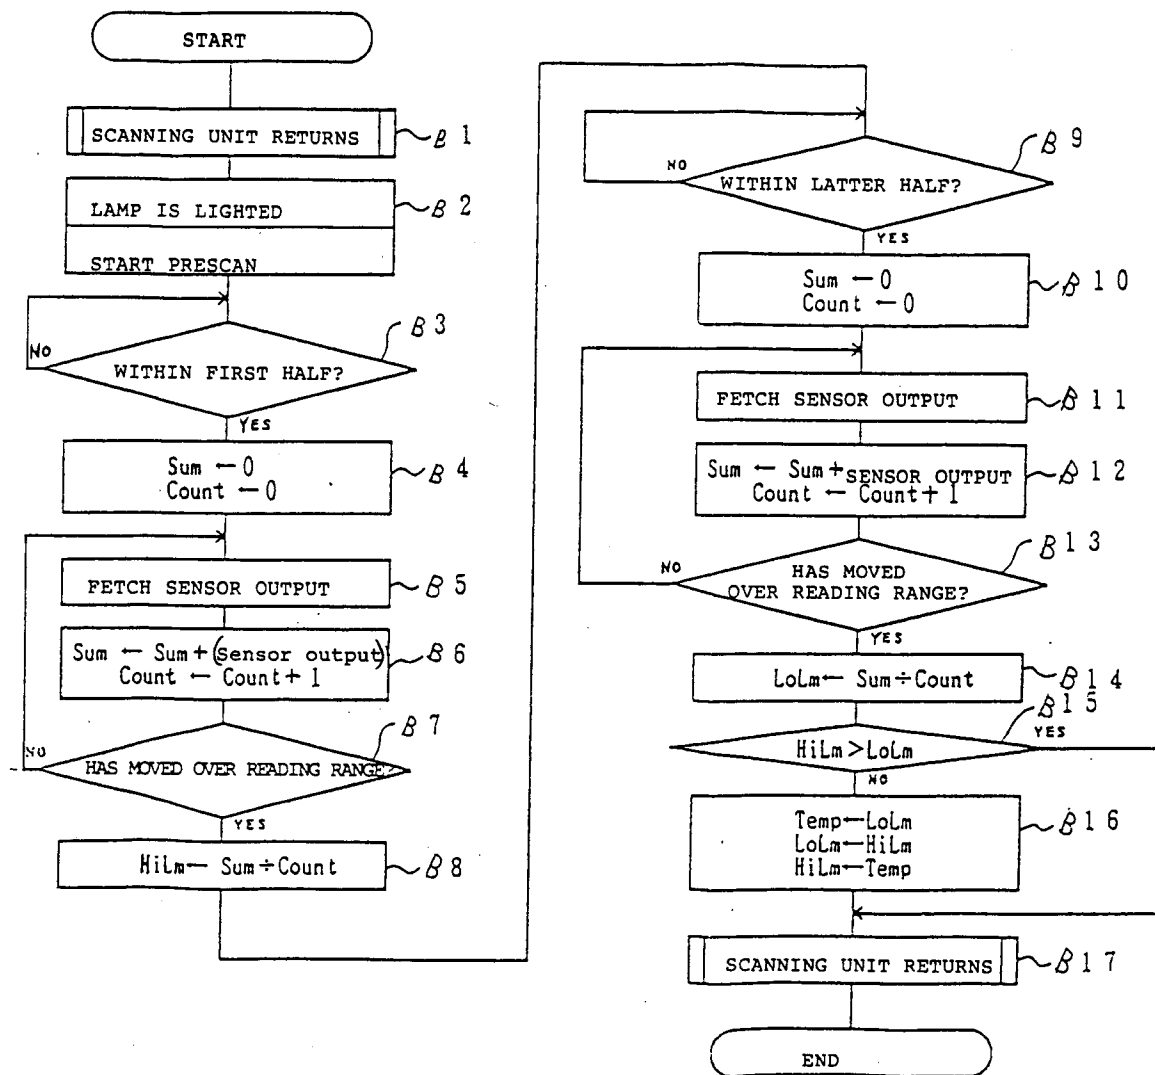 START
SCANNING UNIT RETURNS
B 1
LAMP IS LIGHTED
B 2
START PRESCAN
B 3
NO
WITHIN FIRST HALF?
YES
Sum ← 0
Count ← 0
B 4
FETCH SENSOR OUTPUT
B 5
Sum ← Sum + (Sensor output)
Count ← Count + 1
B 6
B 7
NO
HAS MOVED OVER READING RANGE?
YES
HiLm ← Sum ÷ Count
B 8
B 9
NO
WITHIN LATTER HALF?
YES
Sum ← 0
Count ← 0
B 1 0
FETCH SENSOR OUTPUT
B 1 1
Sum ← Sum + SENSOR OUTPUT
Count ← Count + 1
B 1 2
B 1 3
NO
HAS MOVED
OVER READING RANGE?
YES
LoLm ← Sum ÷ Count
B 1 4
B 1 5
YES
HiLm > LoLm
NO
Temp ← LoLm
LoLm ← HiLm
HiLm ← Temp
B 1 6
SCANNING UNIT RETURNS
B 1 7
END